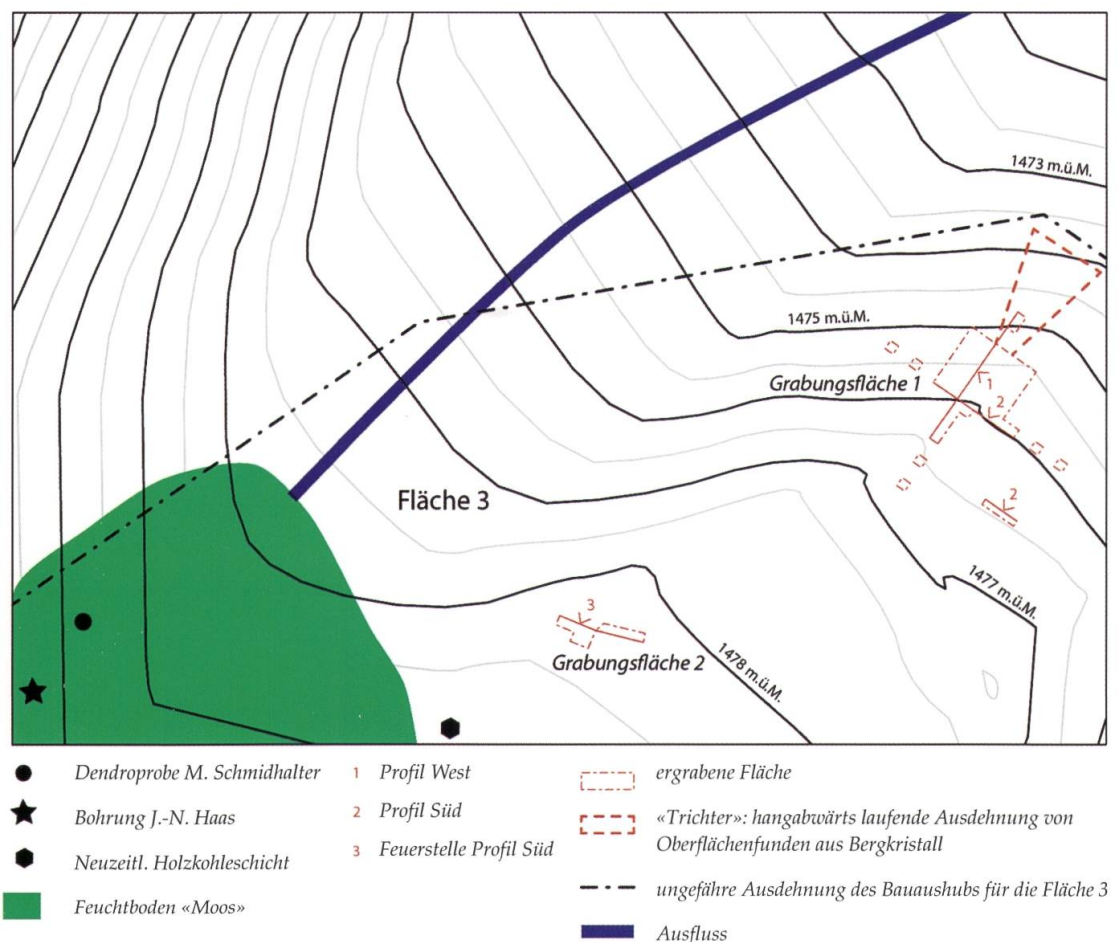 1473 m.ü.M.
1475 m.ü.M.
Grabungsfläche 1
1
2
Fläche 3
2
1477 m.ü.M.
3
Grabungsfläche 2
1478 m.ü.M.
Dendroprobe M. Schmidhalter
Bohrung J.-N. Haas
Neuzeitl. Holzkohleschicht
Feuchtboden «Moos»
1 Profil West
2 Profil Süd
3 Feuerstelle Profil Süd
ergrabene Fläche
«Trichter»: hangabwärts laufende Ausdehnung von
Oberflächenfunden aus Bergkristall
ungefähre Ausdehnung des Bauaushubs für die Fläche 3
Ausfluss